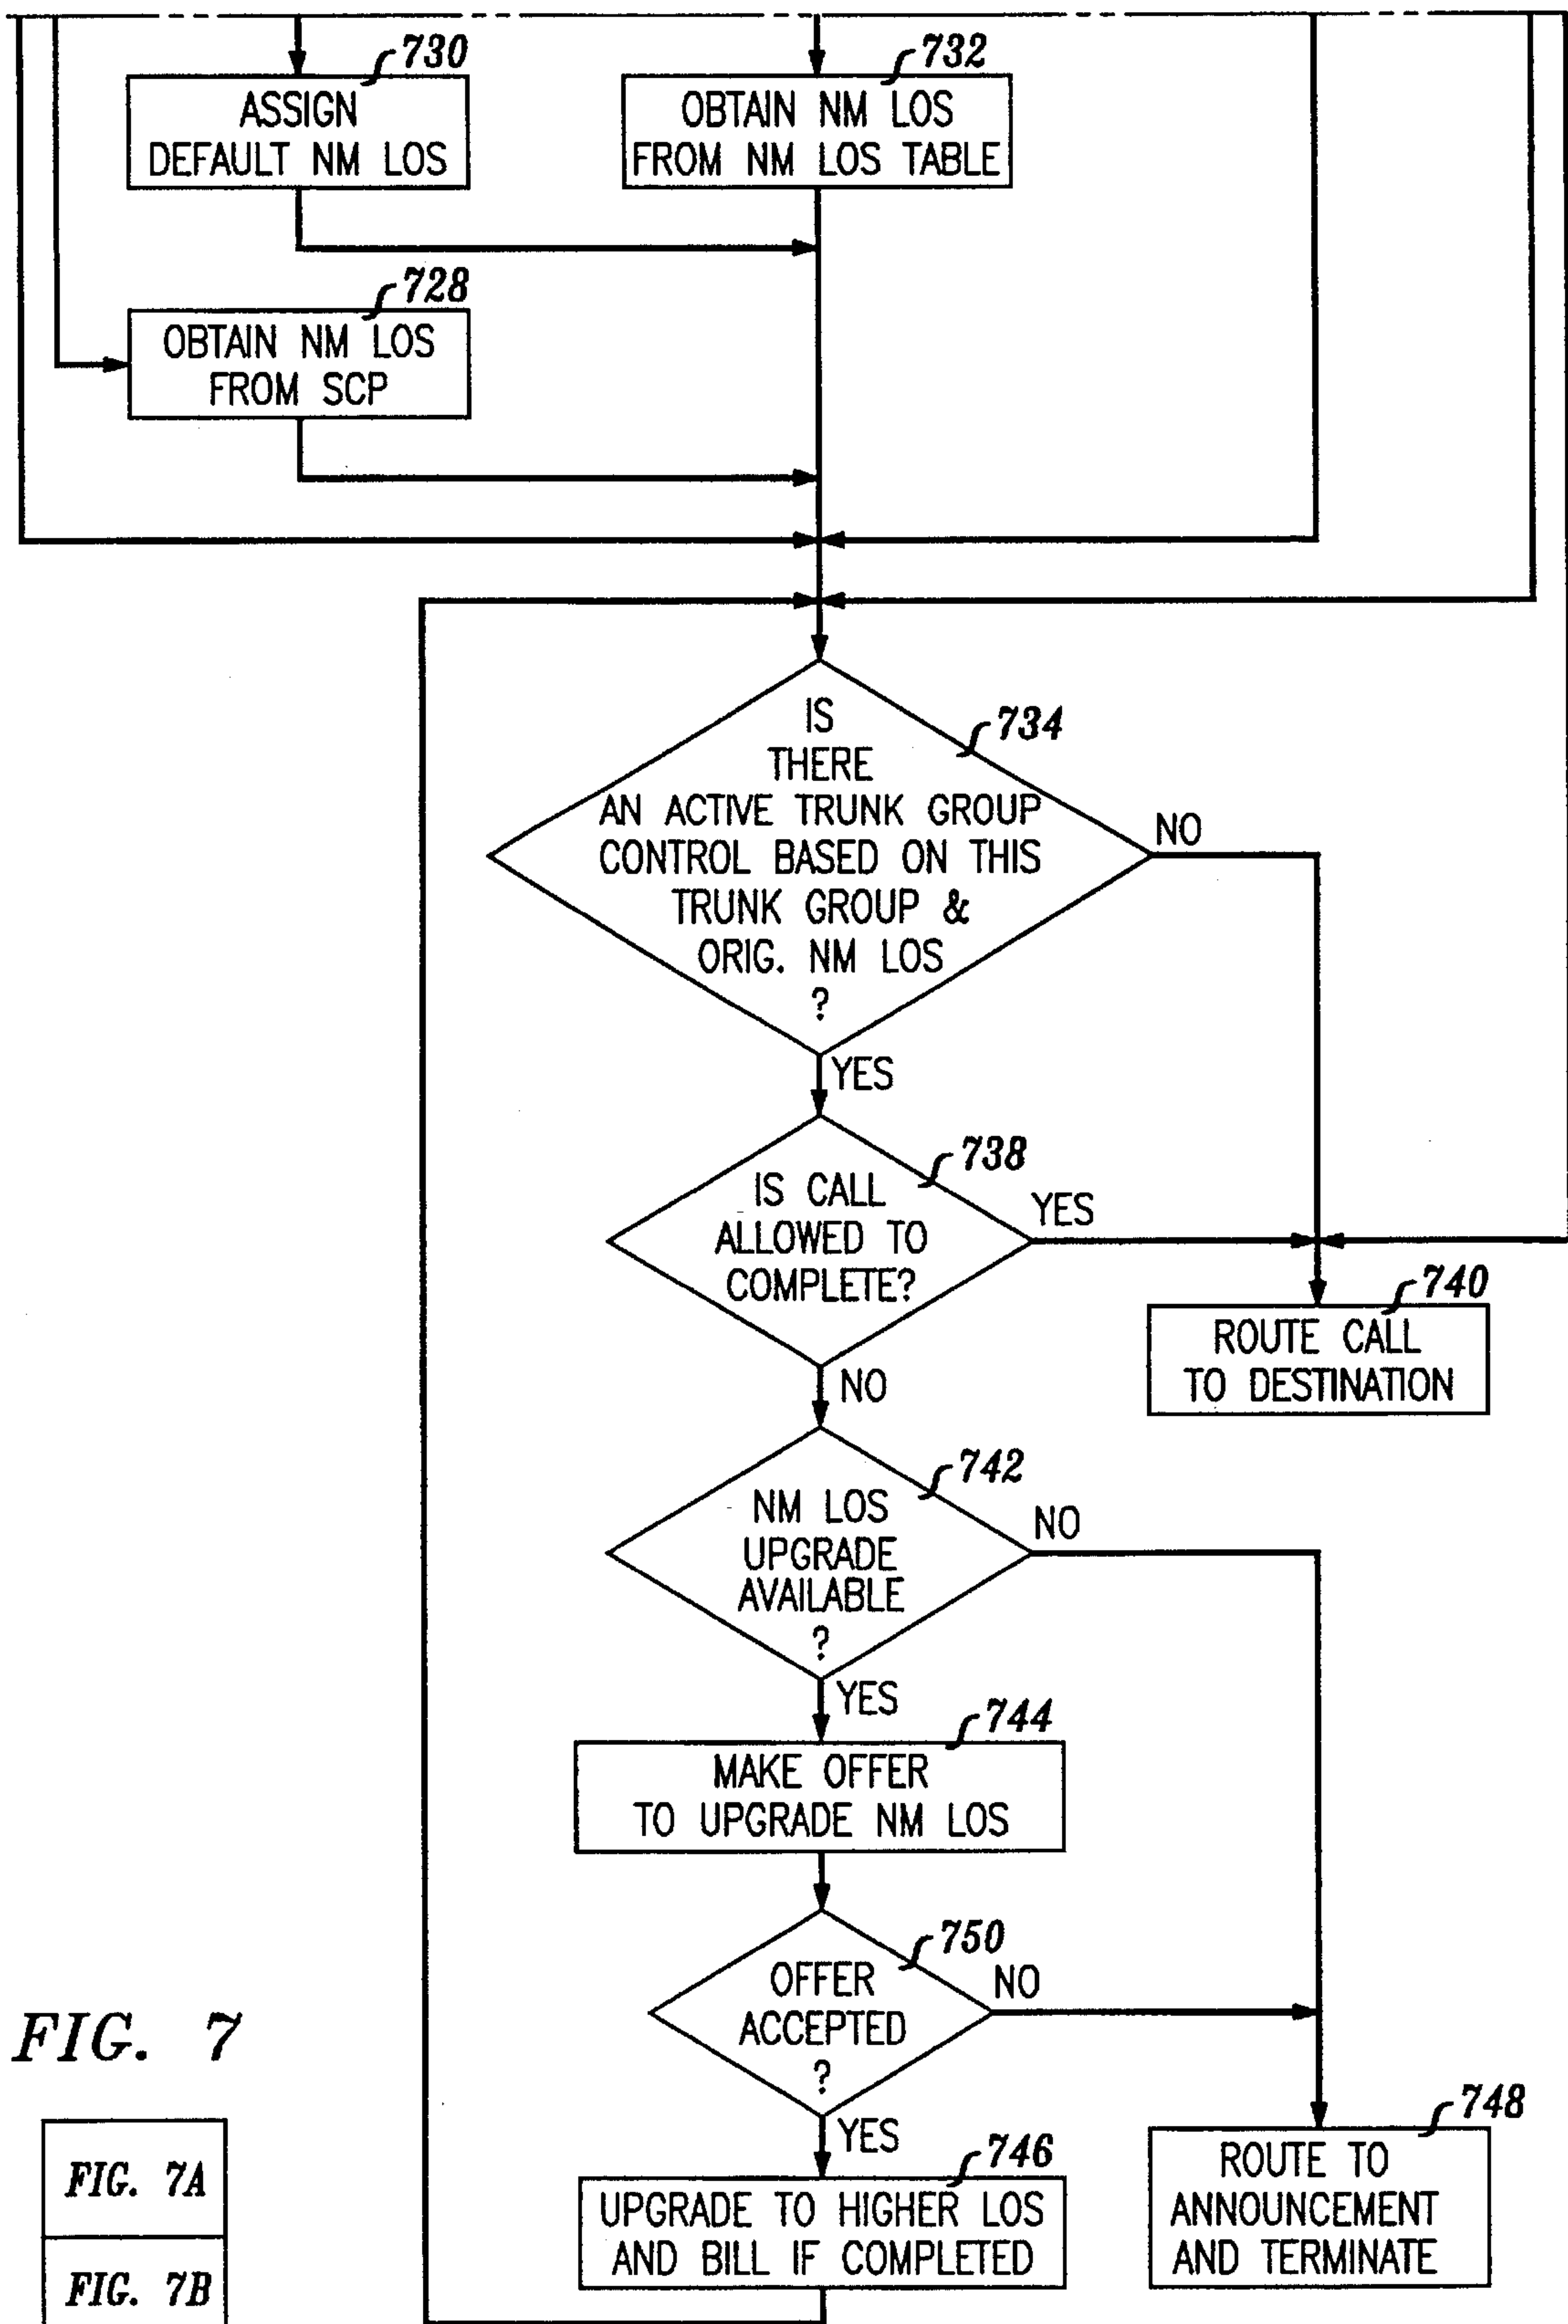 730
ASSIGN
DEFAULT NM LOS
732
OBTAIN NM LOS
FROM NM LOS TABLE
728
OBTAIN NM LOS
FROM SCP
734
IS
THERE
AN ACTIVE TRUNK GROUP
CONTROL BASED ON THIS
TRUNK GROUP &
ORIG. NM LOS
?
NO
YES
738
IS CALL
ALLOWED TO
COMPLETE?
YES
NO
740
ROUTE CALL
TO DESTINATION
742
NM LOS
UPGRADE
AVAILABLE
?
NO
YES
744
MAKE OFFER
TO UPGRADE NM LOS
750
OFFER
ACCEPTED
?
NO
YES
746
UPGRADE TO HIGHER LOS
AND BILL IF COMPLETED
748
ROUTE TO
ANNOUNCEMENT
AND TERMINATE
FIG. 7
FIG. 7A
FIG. 7B